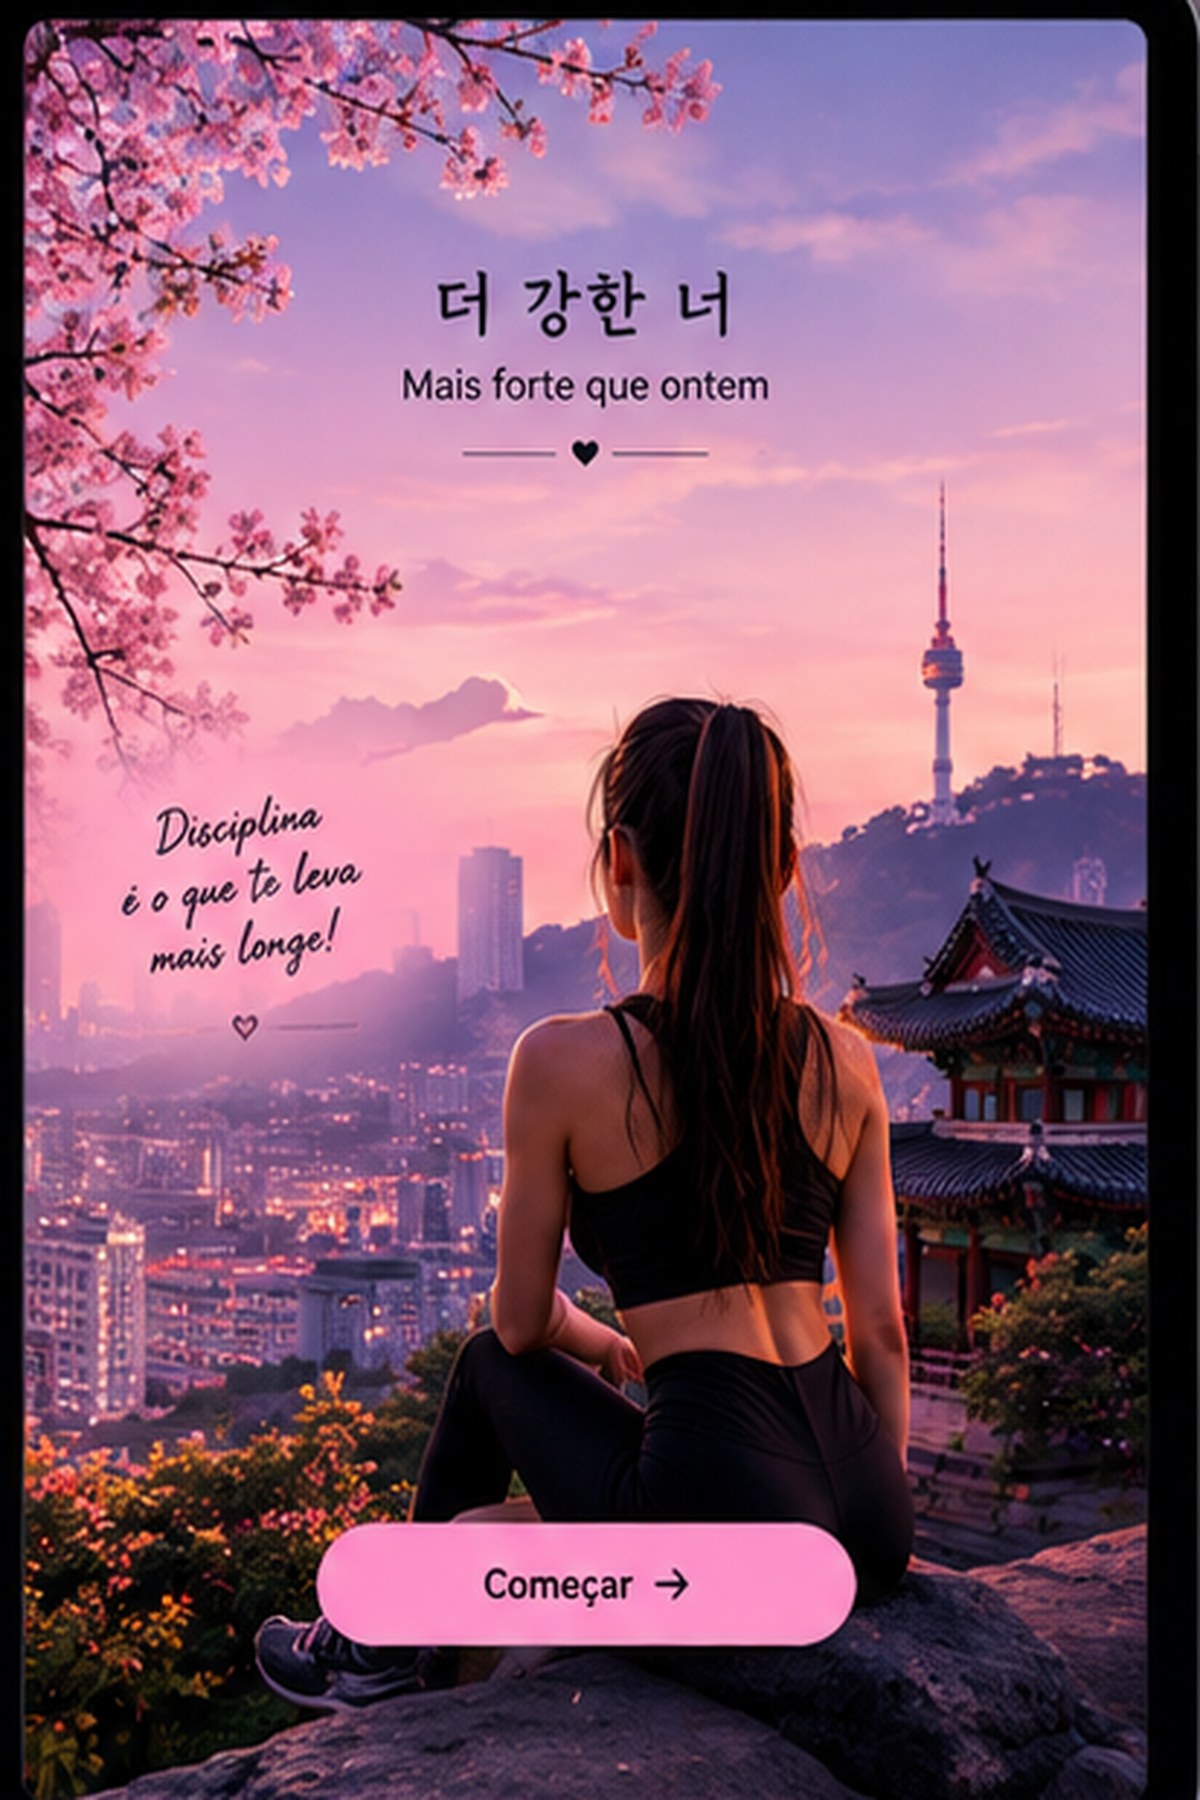 더 강한 너
Mais forte que ontem
Disciplina
é o que te leva
mais longe!
Começar →